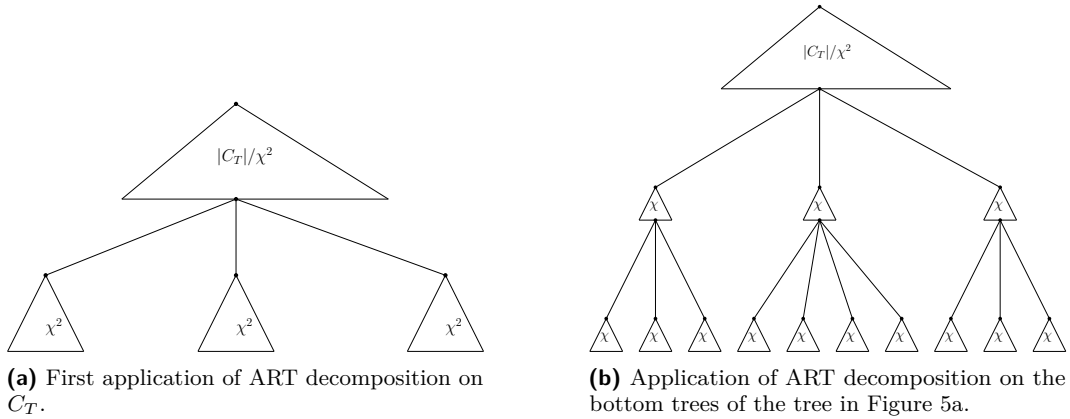 |C_T|/χ²
χ² χ² χ²
(a) First application of ART decomposition on
C_T.
|C_T|/χ²
χ χ χ
χ χ χ χ χ χ χ χ χ χ
(b) Application of ART decomposition on the
bottom trees of the tree in Figure 5a.